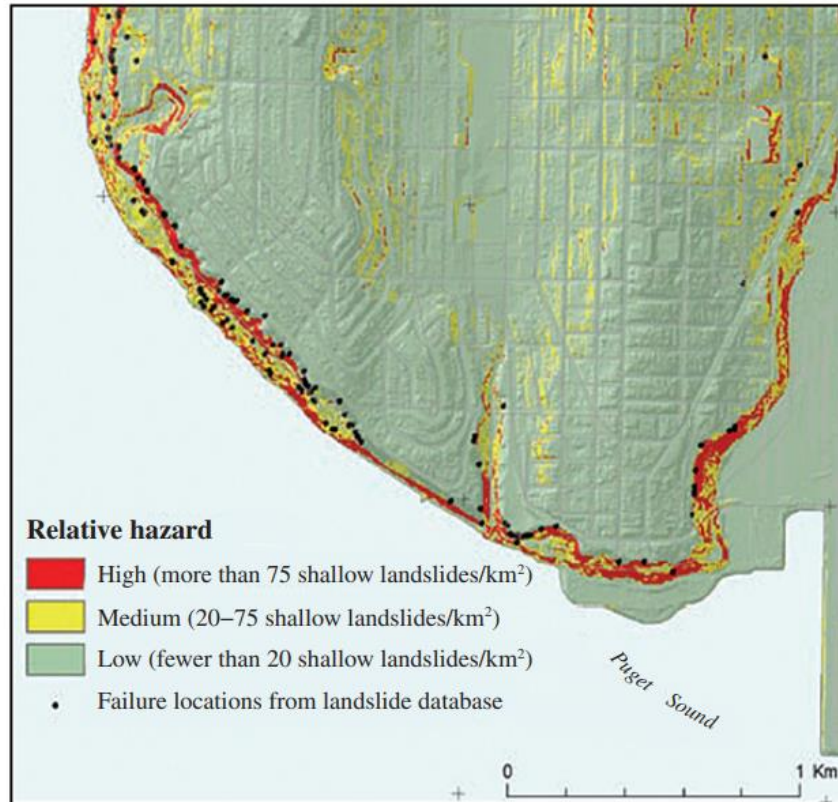 Relative hazard
High (more than 75 shallow landslides/km²)
Medium (20–75 shallow landslides/km²)
Low (fewer than 20 shallow landslides/km²)
Failure locations from landslide database
Puget Sound
0 1 Km